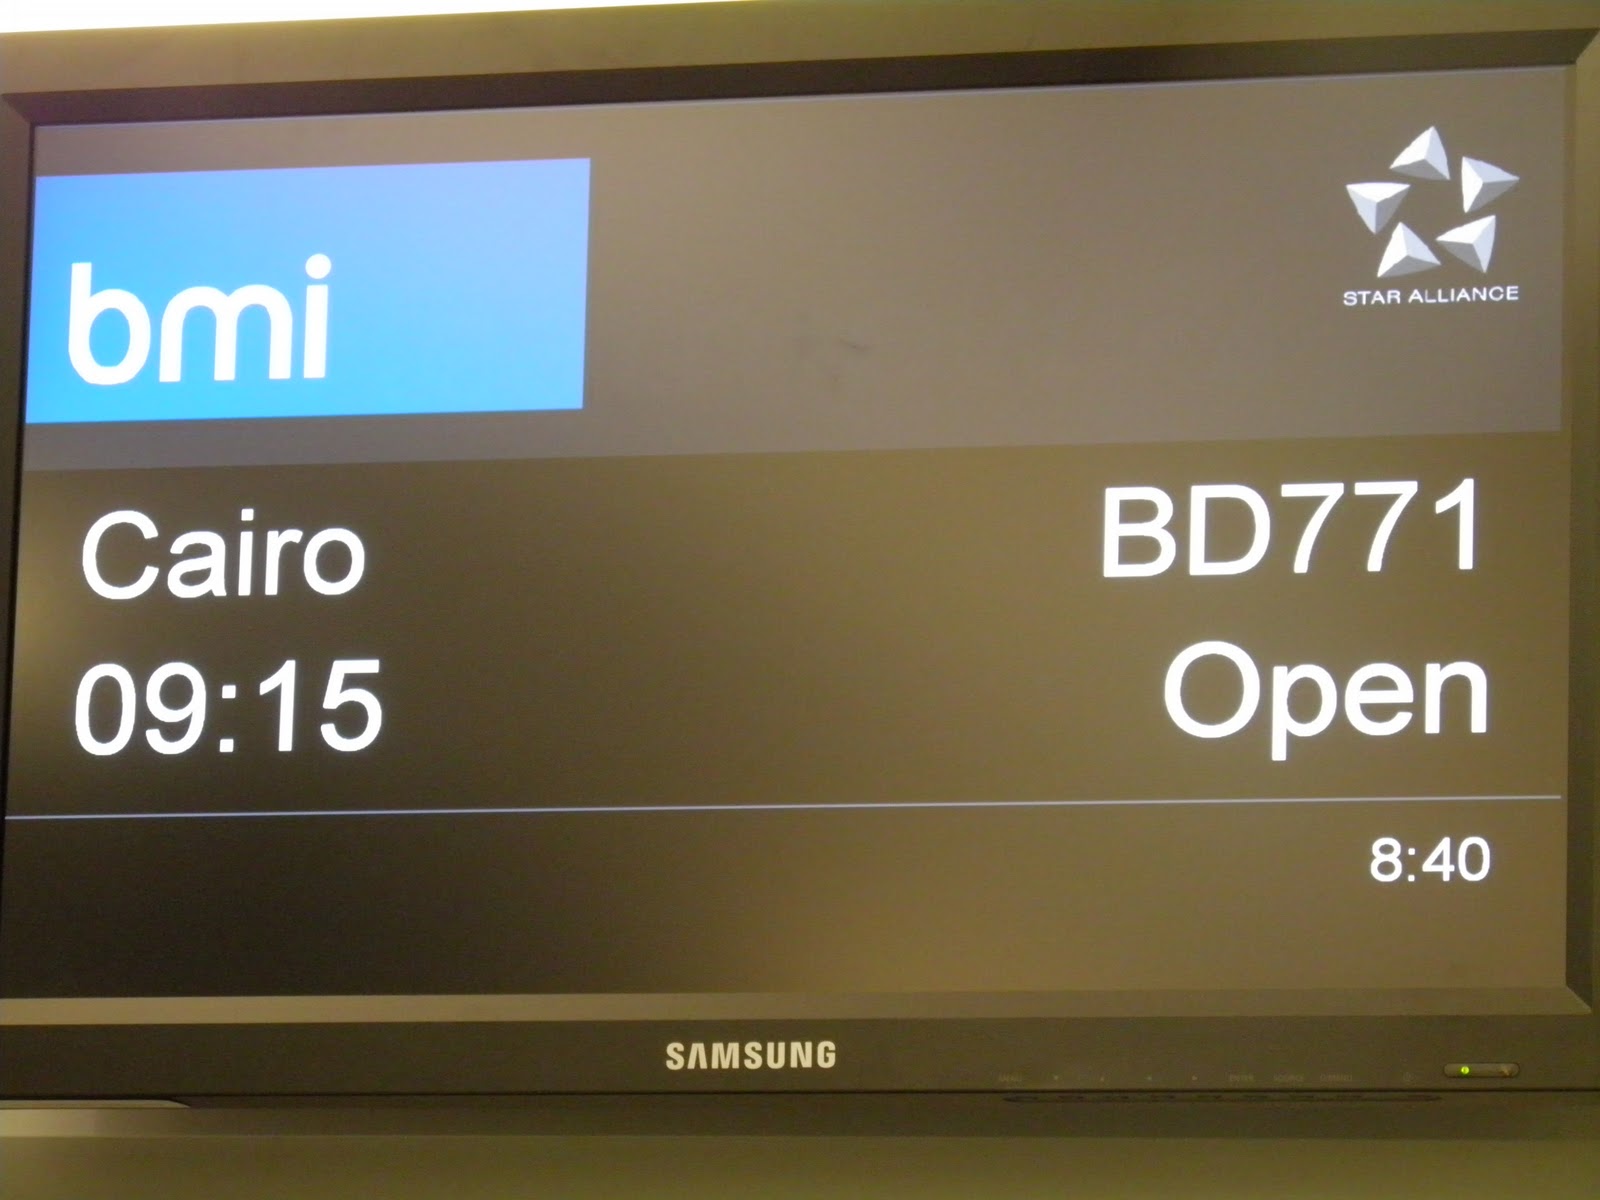 bmi
STAR ALLIANCE
Cairo
BD771
09:15
Open
8:40
SAMSUNG